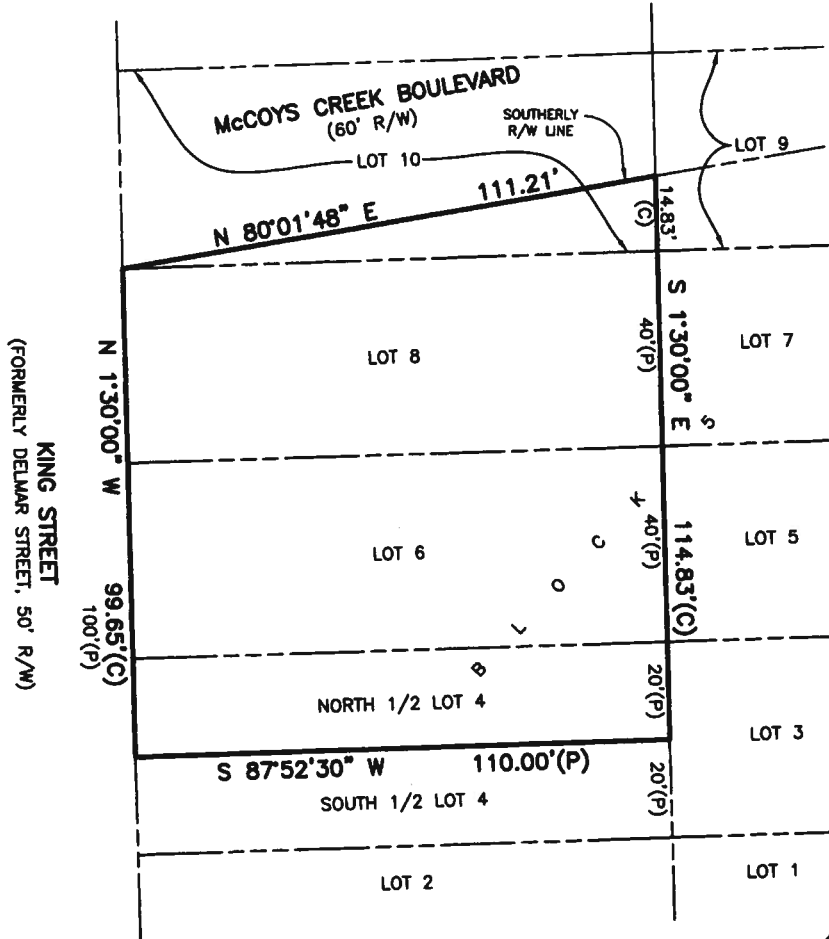 McCOYS CREEK BOULEVARD
(60' R/W)
SOUTHERLY
R/W LINE
LOT 10
LOT 9
N 80°01'48" E 111.21'
14.83'
(C)
S 1°30'00" E
114.83'(C)
40'(P)
LOT 8
LOT 7
N 1°30'00" W
99.65'(C)
100'(P)
KING STREET
(FORMERLY DELMAR STREET, 50' R/W)
LOT 6
40'(P)
LOT 5
BLOCK 5
NORTH 1/2 LOT 4
20'(P)
LOT 3
S 87°52'30" W 110.00'(P)
SOUTH 1/2 LOT 4
20'(P)
LOT 2
LOT 1